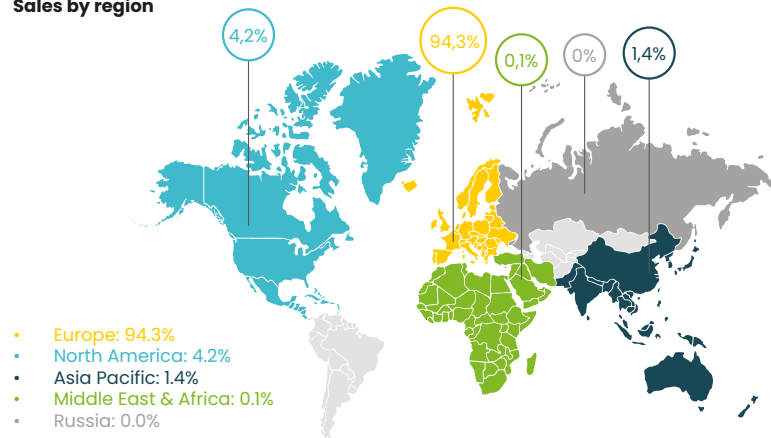 Sales by region
4,2%
94,3%
0,1%
0%
1,4%
• Europe: 94.3%
• North America: 4.2%
• Asia Pacific: 1.4%
• Middle East & Africa: 0.1%
• Russia: 0.0%